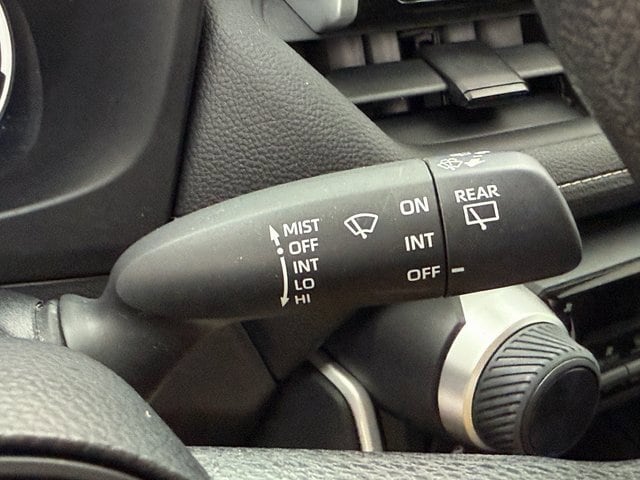 MIST
OFF
INT
LO
HI
ON
INT
OFF
REAR